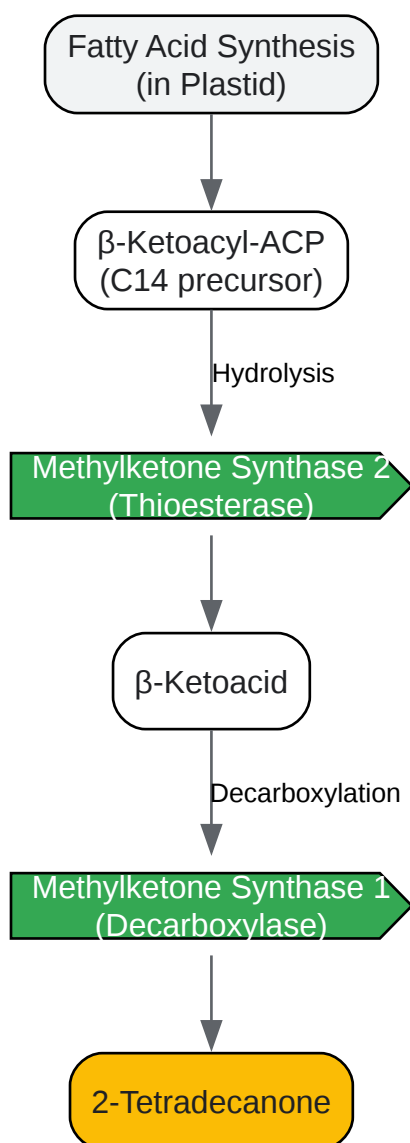 Fatty Acid Synthesis
(in Plastid)
β-Ketoacyl-ACP
(C14 precursor)
Hydrolysis
Methylketone Synthase 2
(Thioesterase)
β-Ketoacid
Decarboxylation
Methylketone Synthase 1
(Decarboxylase)
2-Tetradecanone